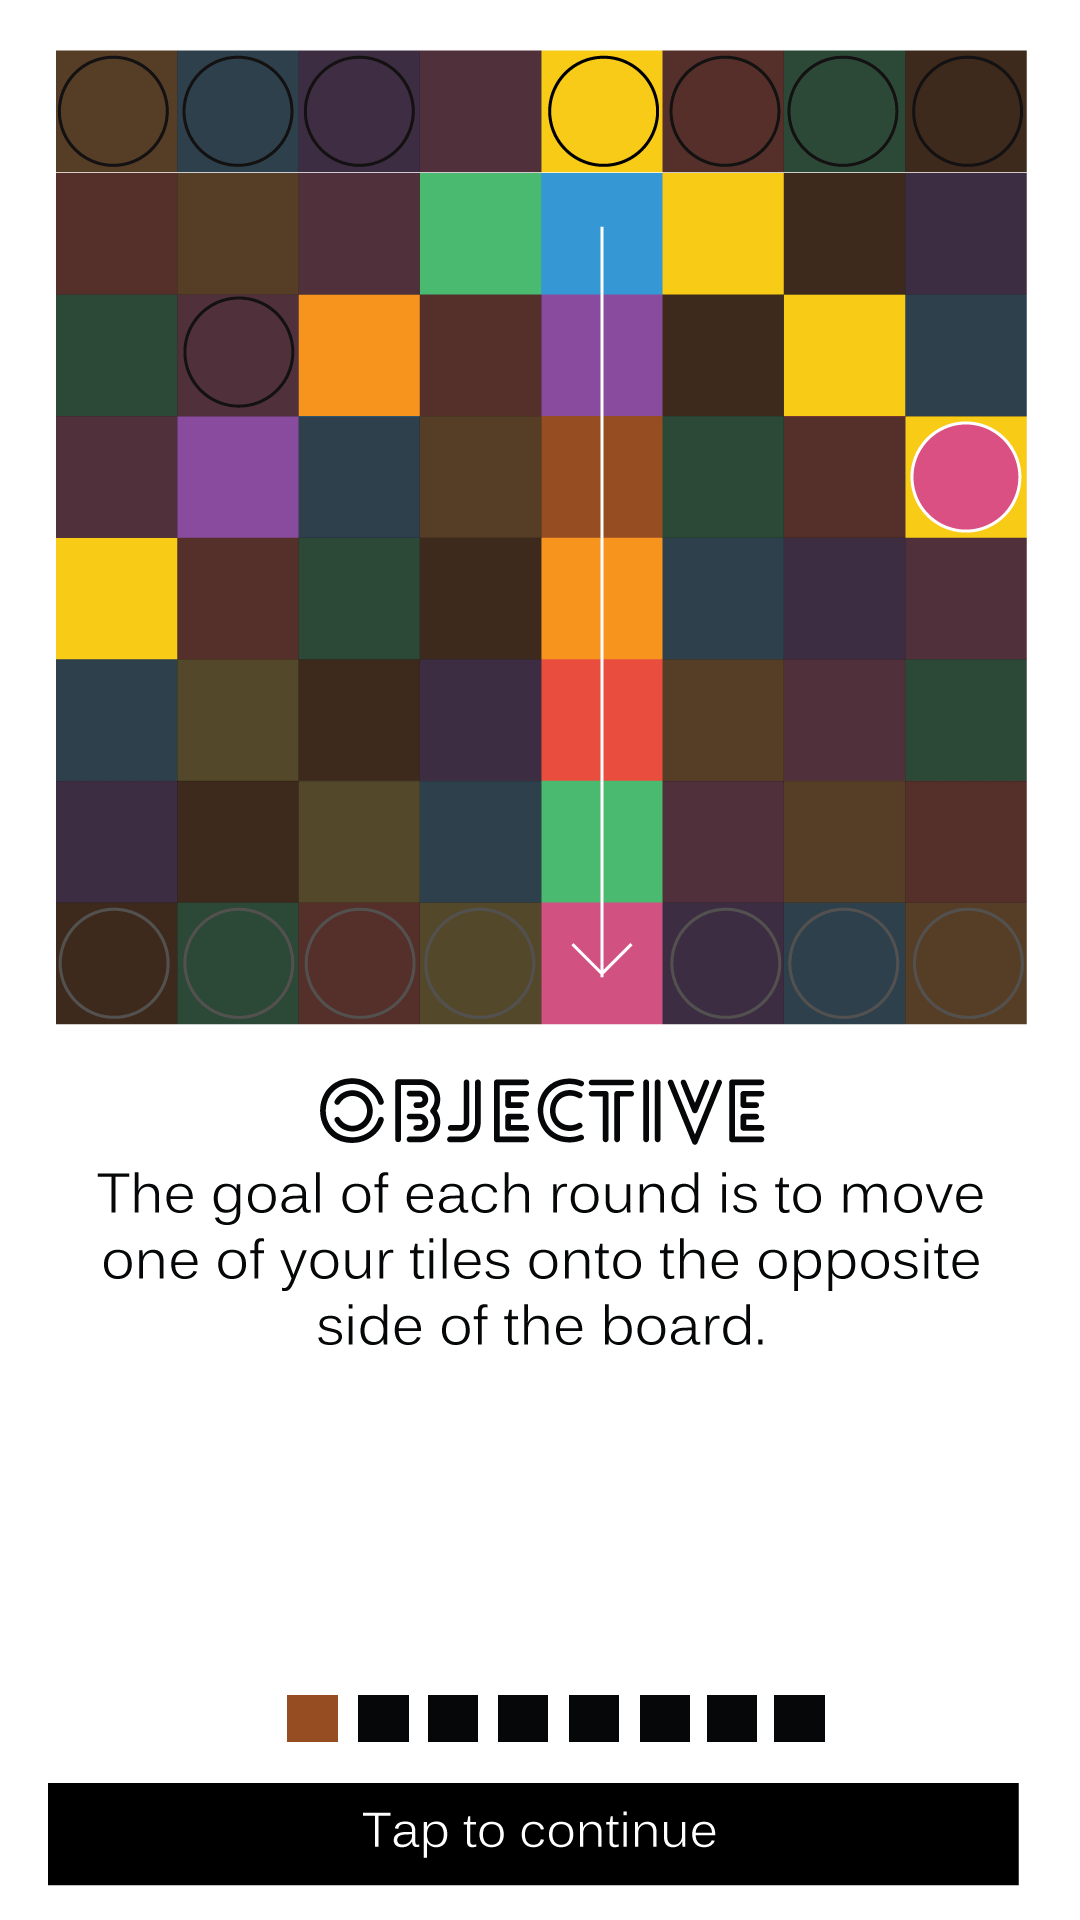 OBJECTIVE
The goal of each round is to move
one of your tiles onto the opposite
side of the board.
Tap to continue